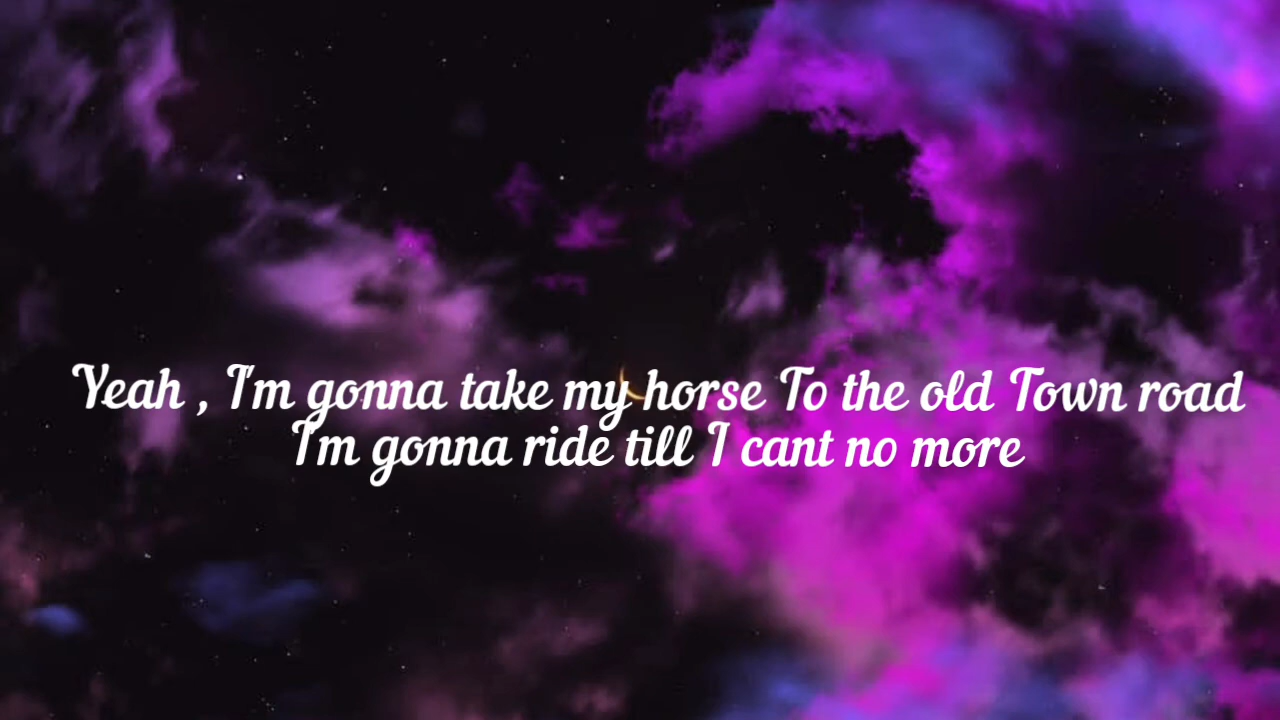 Yeah , I'm gonna take my horse To the old Town road
I'm gonna ride till I cant no more